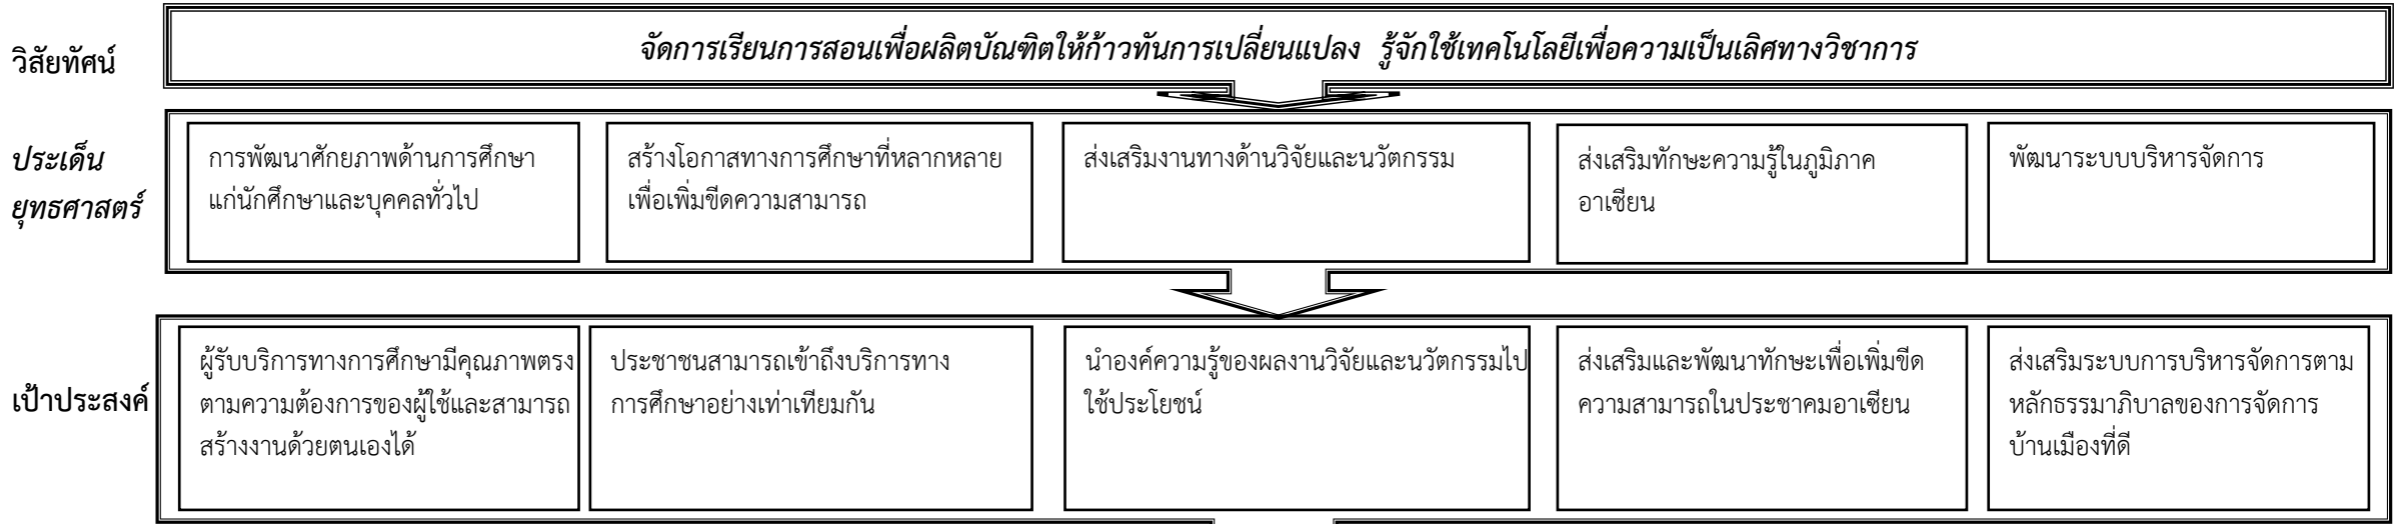 วิสัยทัศน์
จัดการเรียนการสอนเพื่อผลิตบัณฑิตให้ก้าวทันการเปลี่ยนแปลง รู้จักใช้เทคโนโลยีเพื่อความเป็นเลิศทางวิชาการ
ประเด็น
ยุทธศาสตร์
การพัฒนาศักยภาพด้านการศึกษา
แก่นักศึกษาและบุคคลทั่วไป
สร้างโอกาสทางการศึกษาที่หลากหลาย
เพื่อเพิ่มขีดความสามารถ
ส่งเสริมงานทางด้านวิจัยและนวัตกรรม
ส่งเสริมทักษะความรู้ในภูมิภาค
อาเซียน
พัฒนาระบบบริหารจัดการ
เป้าประสงค์
ผู้รับบริการทางการศึกษามีคุณภาพตรง
ตามความต้องการของผู้ใช้และสามารถ
สร้างงานด้วยตนเองได้
ประชาชนสามารถเข้าถึงบริการทาง
การศึกษาอย่างเท่าเทียมกัน
นำองค์ความรู้ของผลงานวิจัยและนวัตกรรมไป
ใช้ประโยชน์
ส่งเสริมและพัฒนาทักษะเพื่อเพิ่มขีด
ความสามารถในประชาคมอาเซียน
ส่งเสริมระบบการบริหารจัดการตาม
หลักธรรมาภิบาลของการจัดการ
บ้านเมืองที่ดี